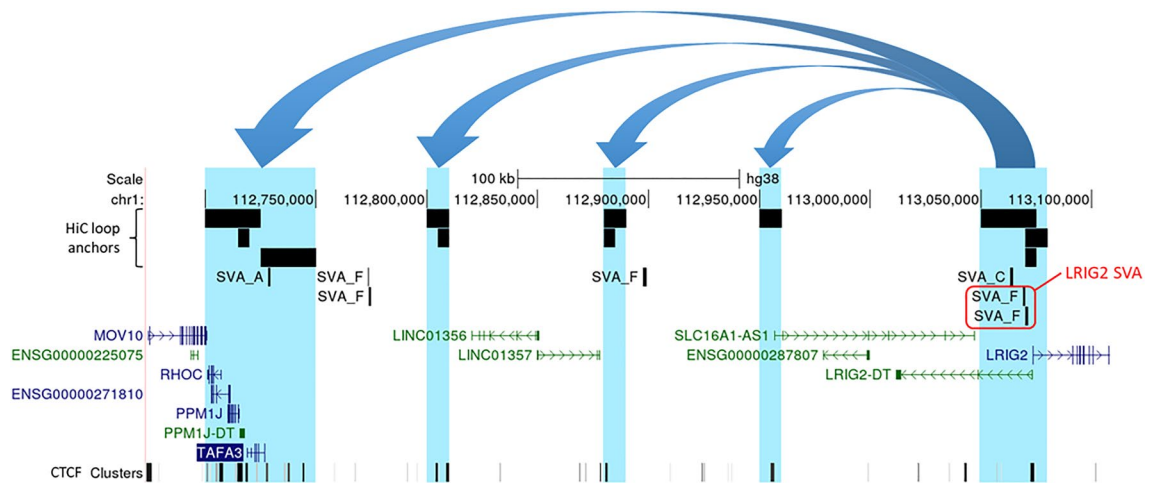 Scale 100 kb hg38
chr1: 112,750,000 112,800,000 112,850,000 112,900,000 112,950,000 113,000,000 113,050,000 113,100,000
HiC loop
anchors
SVA_A SVA_F SVA_F SVA_C LRIG2 SVA
SVA_F SVA_F
SVA_F
MOV10 LINC01356 SLC16A1-AS1
ENSG00000225075 LINC01357 ENSG00000287807 LRIG2
RHOC LRIG2-DT
ENSG00000271810
PPM1J
PPM1J-DT
TAFA3
CTCF Clusters